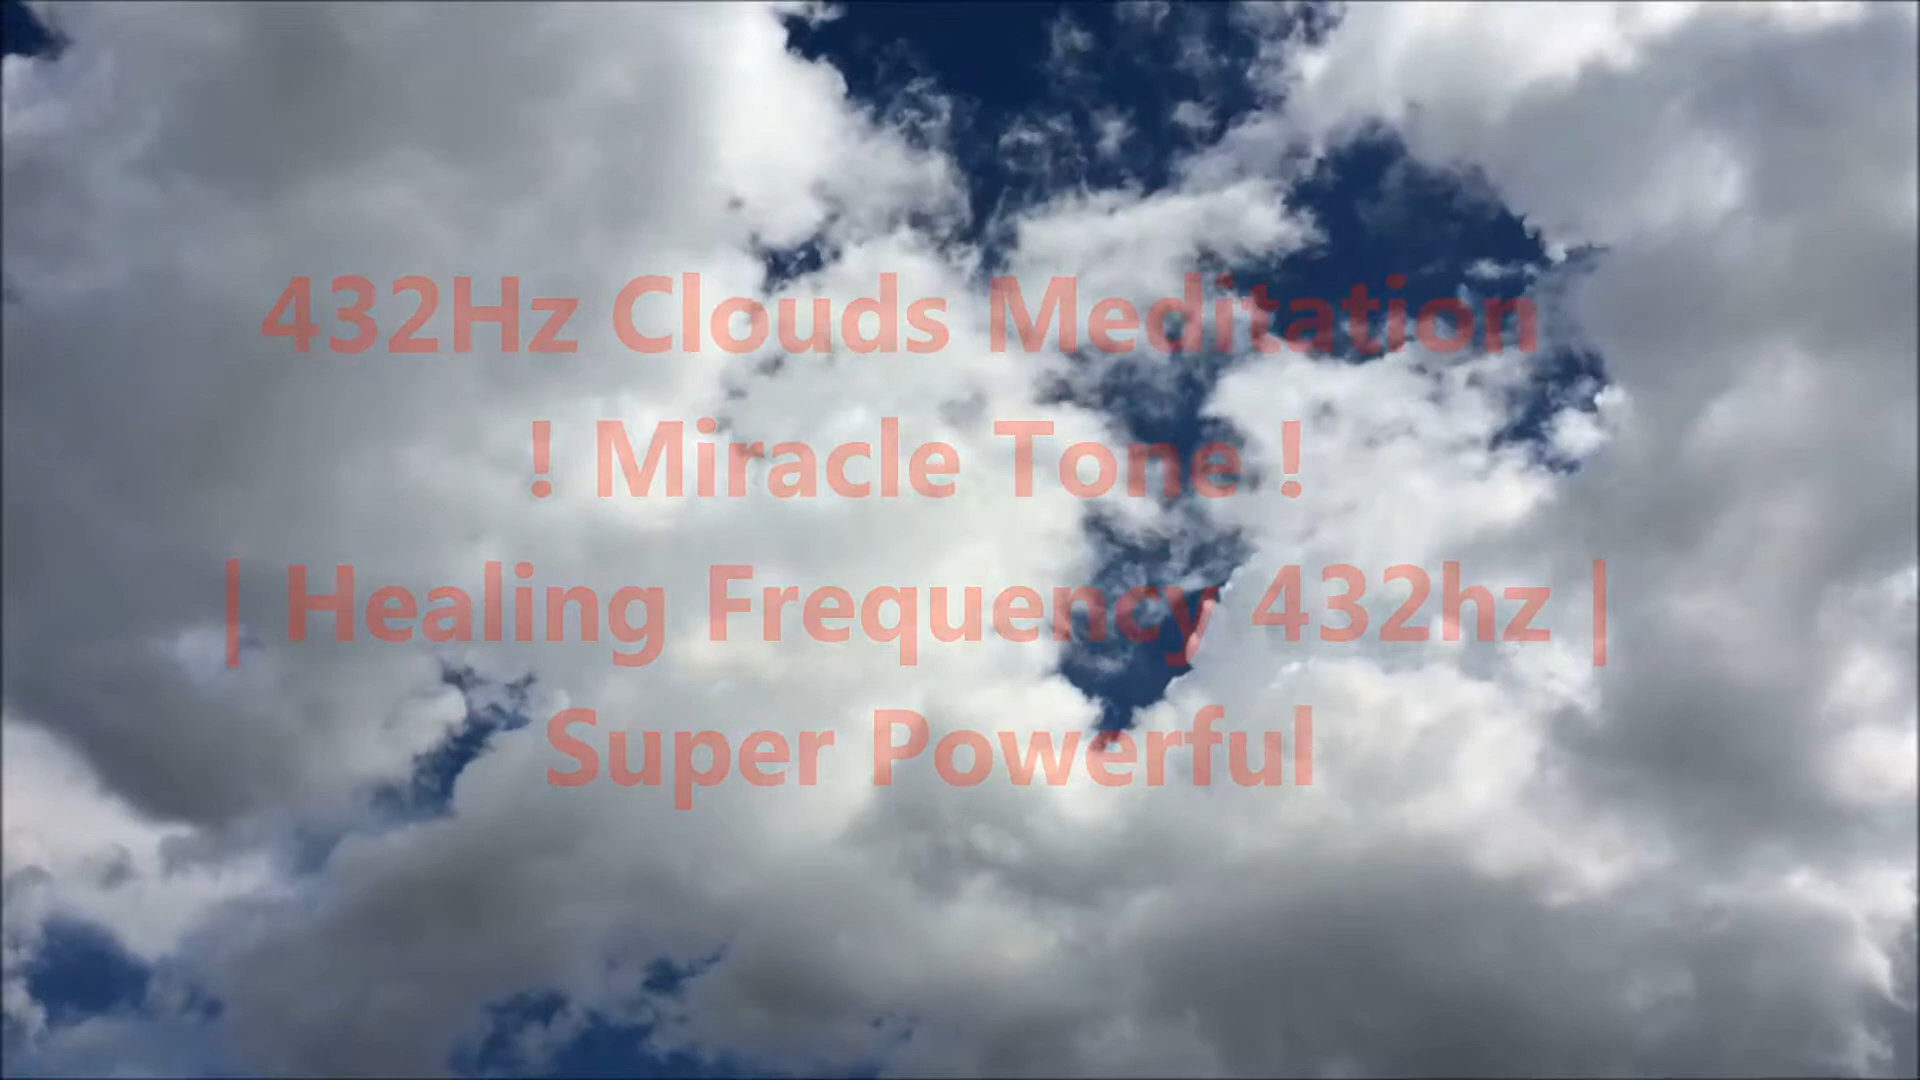 432Hz Clouds Meditation
! Miracle Tone !
| Healing Frequency 432hz |
Super Powerful